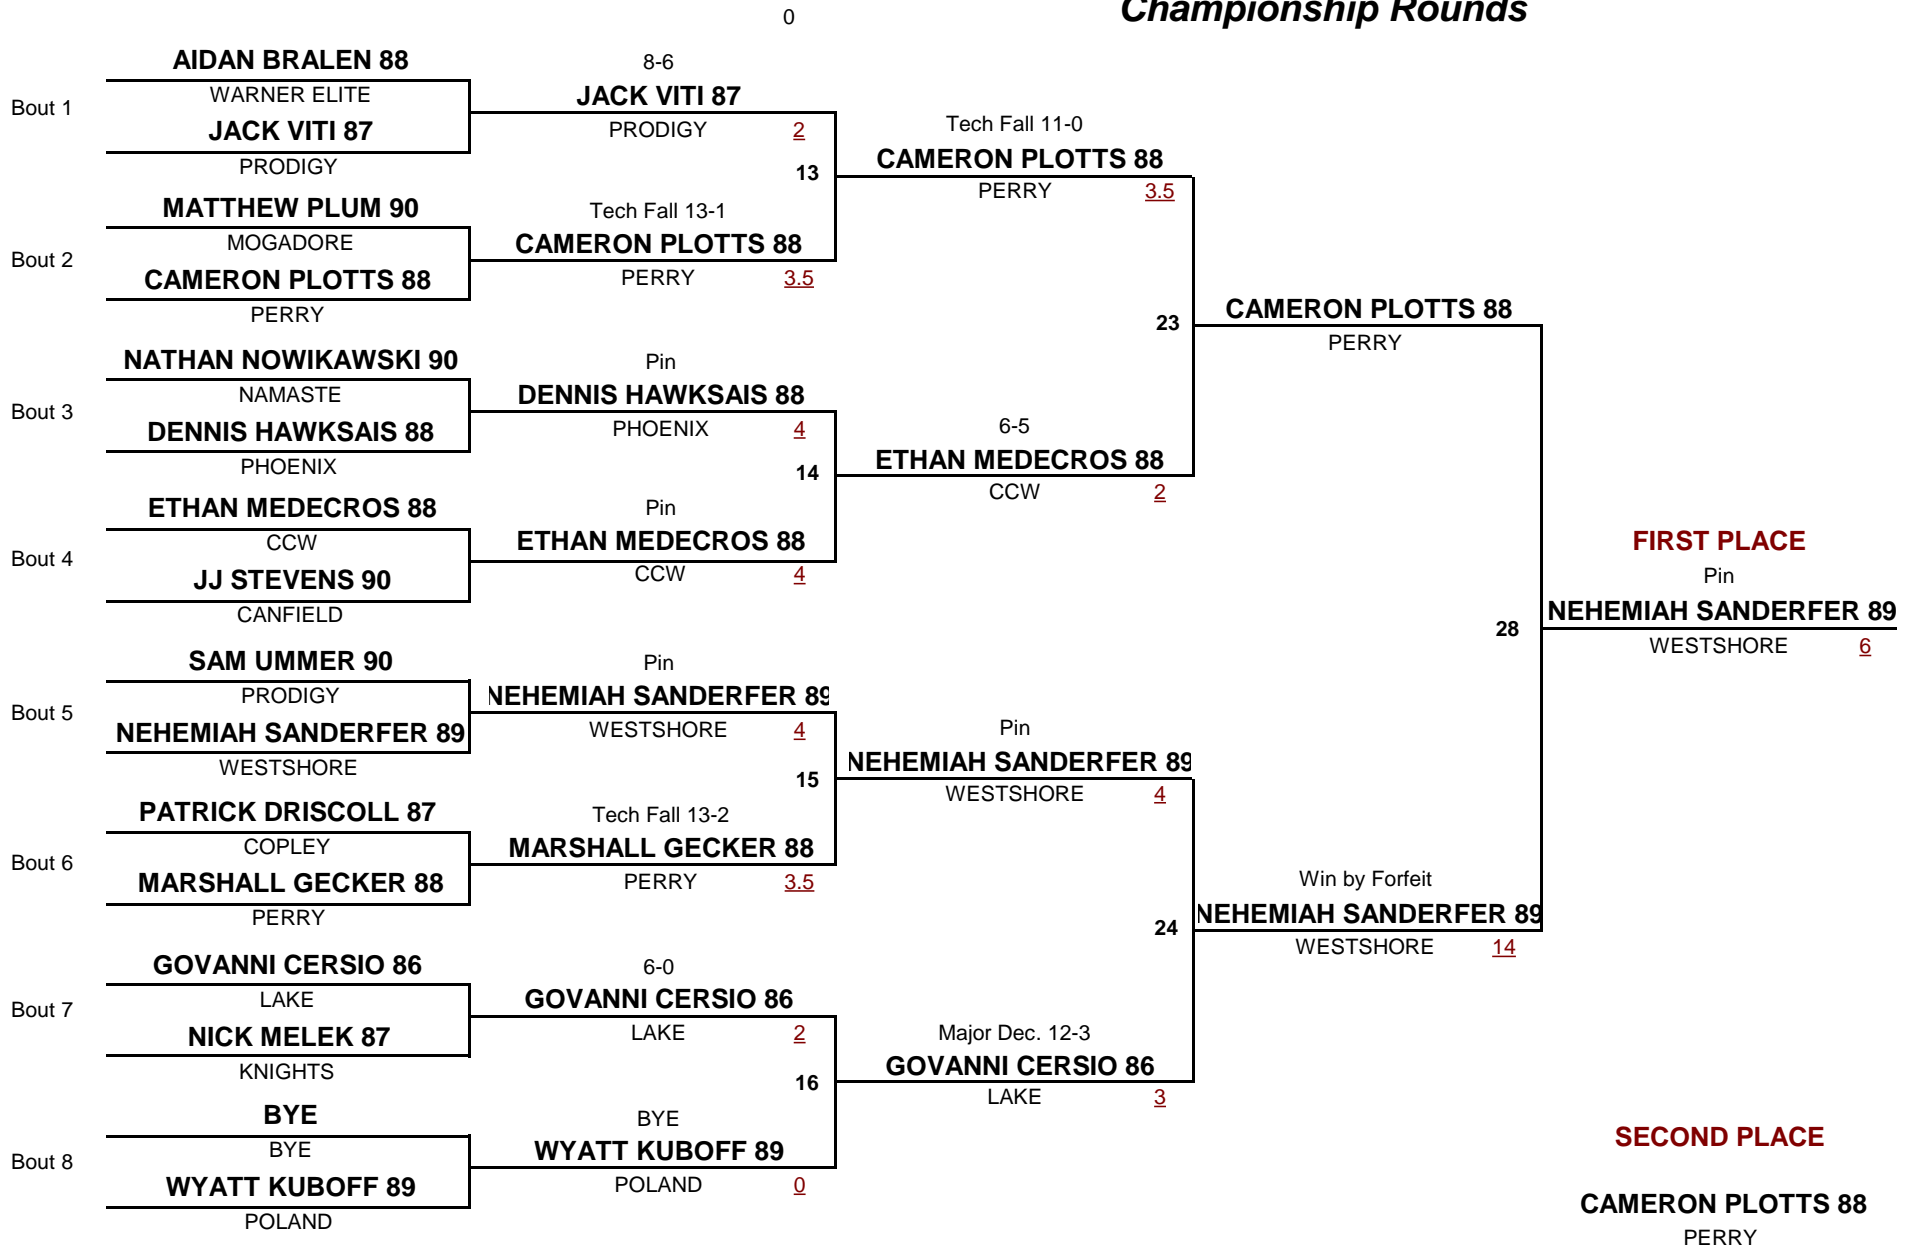 Championship Rounds
0
AIDAN BRALEN 88
WARNER ELITE
Bout 1
JACK VITI 87
PRODIGY
MATTHEW PLUM 90
MOGADORE
Bout 2
CAMERON PLOTTS 88
PERRY
NATHAN NOWIKAWSKI 90
NAMASTE
Bout 3
DENNIS HAWKSAIS 88
PHOENIX
ETHAN MEDECROS 88
CCW
Bout 4
JJ STEVENS 90
CANFIELD
SAM UMMER 90
PRODIGY
Bout 5
NEHEMIAH SANDERFER 89
WESTSHORE
PATRICK DRISCOLL 87
COPLEY
Bout 6
MARSHALL GECKER 88
PERRY
GOVANNI CERSIO 86
LAKE
Bout 7
NICK MELEK 87
KNIGHTS
BYE
BYE
Bout 8
WYATT KUBOFF 89
POLAND
8-6
JACK VITI 87
PRODIGY 2
13
Tech Fall 13-1
CAMERON PLOTTS 88
PERRY 3.5
Pin
DENNIS HAWKSAIS 88
PHOENIX 4
14
Pin
ETHAN MEDECROS 88
CCW 4
Pin
NEHEMIAH SANDERFER 89
WESTSHORE 4
15
Tech Fall 13-2
MARSHALL GECKER 88
PERRY 3.5
6-0
GOVANNI CERSIO 86
LAKE 2
16
BYE
WYATT KUBOFF 89
POLAND 0
Tech Fall 11-0
CAMERON PLOTTS 88
PERRY 3.5
23
6-5
ETHAN MEDECROS 88
CCW 2
Pin
NEHEMIAH SANDERFER 89
WESTSHORE 4
24
Major Dec. 12-3
GOVANNI CERSIO 86
LAKE 3
CAMERON PLOTTS 88
PERRY
28
Win by Forfeit
NEHEMIAH SANDERFER 89
WESTSHORE 14
FIRST PLACE
Pin
NEHEMIAH SANDERFER 89
WESTSHORE 6
SECOND PLACE
CAMERON PLOTTS 88
PERRY